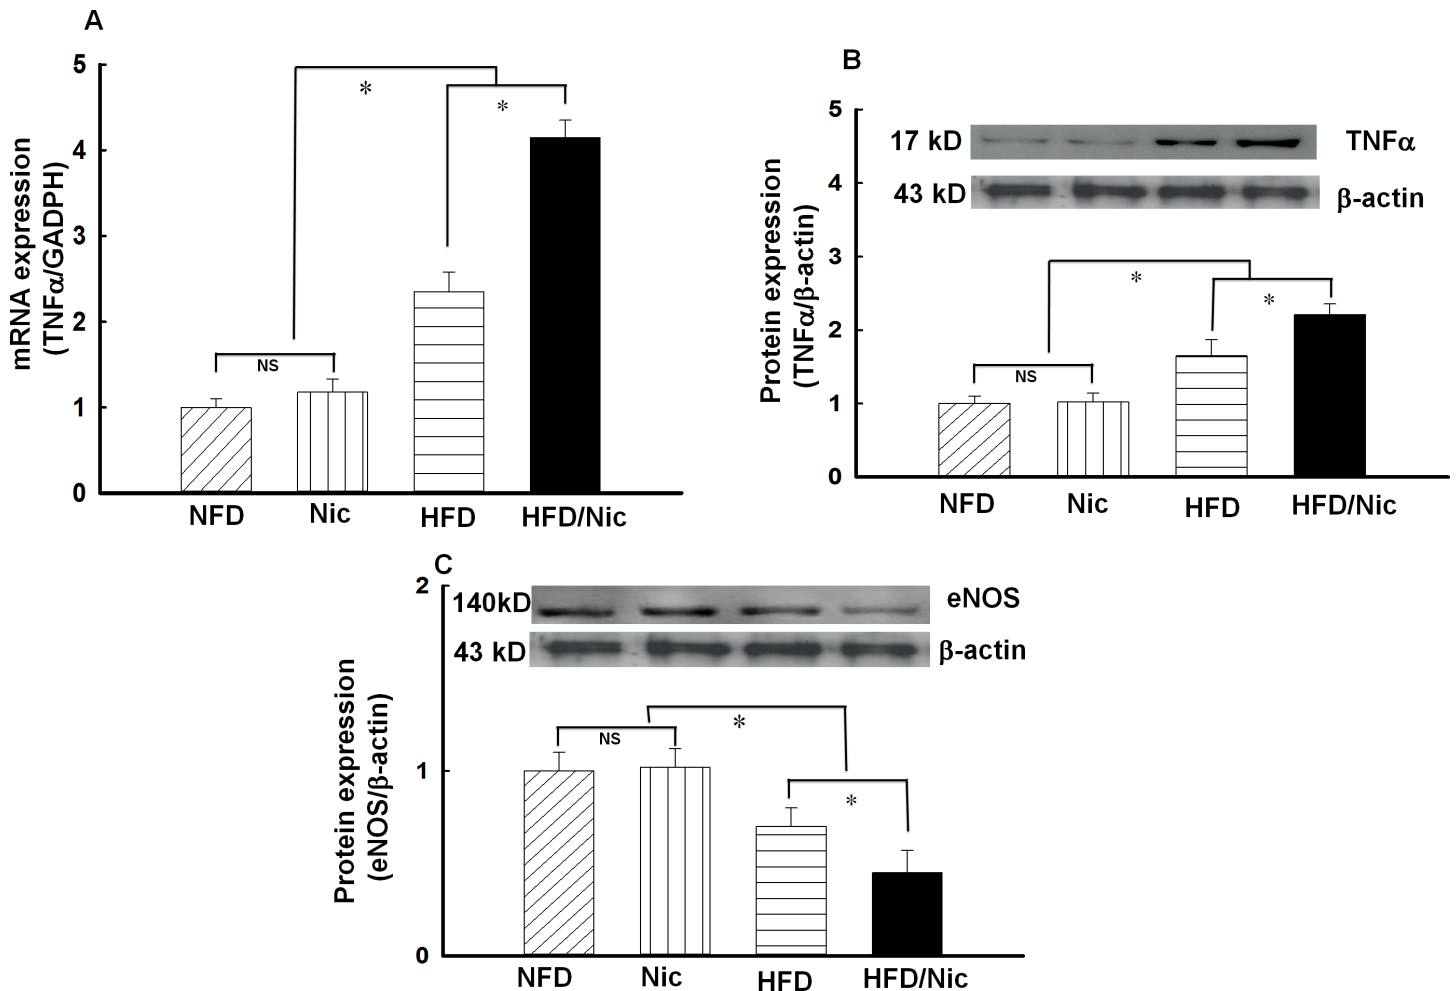 A
5
4
3
2
1
0
mRNA expression
(TNFα/GADPH)
*
*
NS
NFD
Nic
HFD
HFD/Nic
B
5
4
3
2
1
0
Protein expression
(TNFα/β-actin)
17 kD
TNFα
43 kD
β-actin
*
*
NS
NFD
Nic
HFD
HFD/Nic
C
2
1
0
Protein expression
(eNOS/β-actin)
140kD
eNOS
43 kD
β-actin
*
NS
*
NFD
Nic
HFD
HFD/Nic